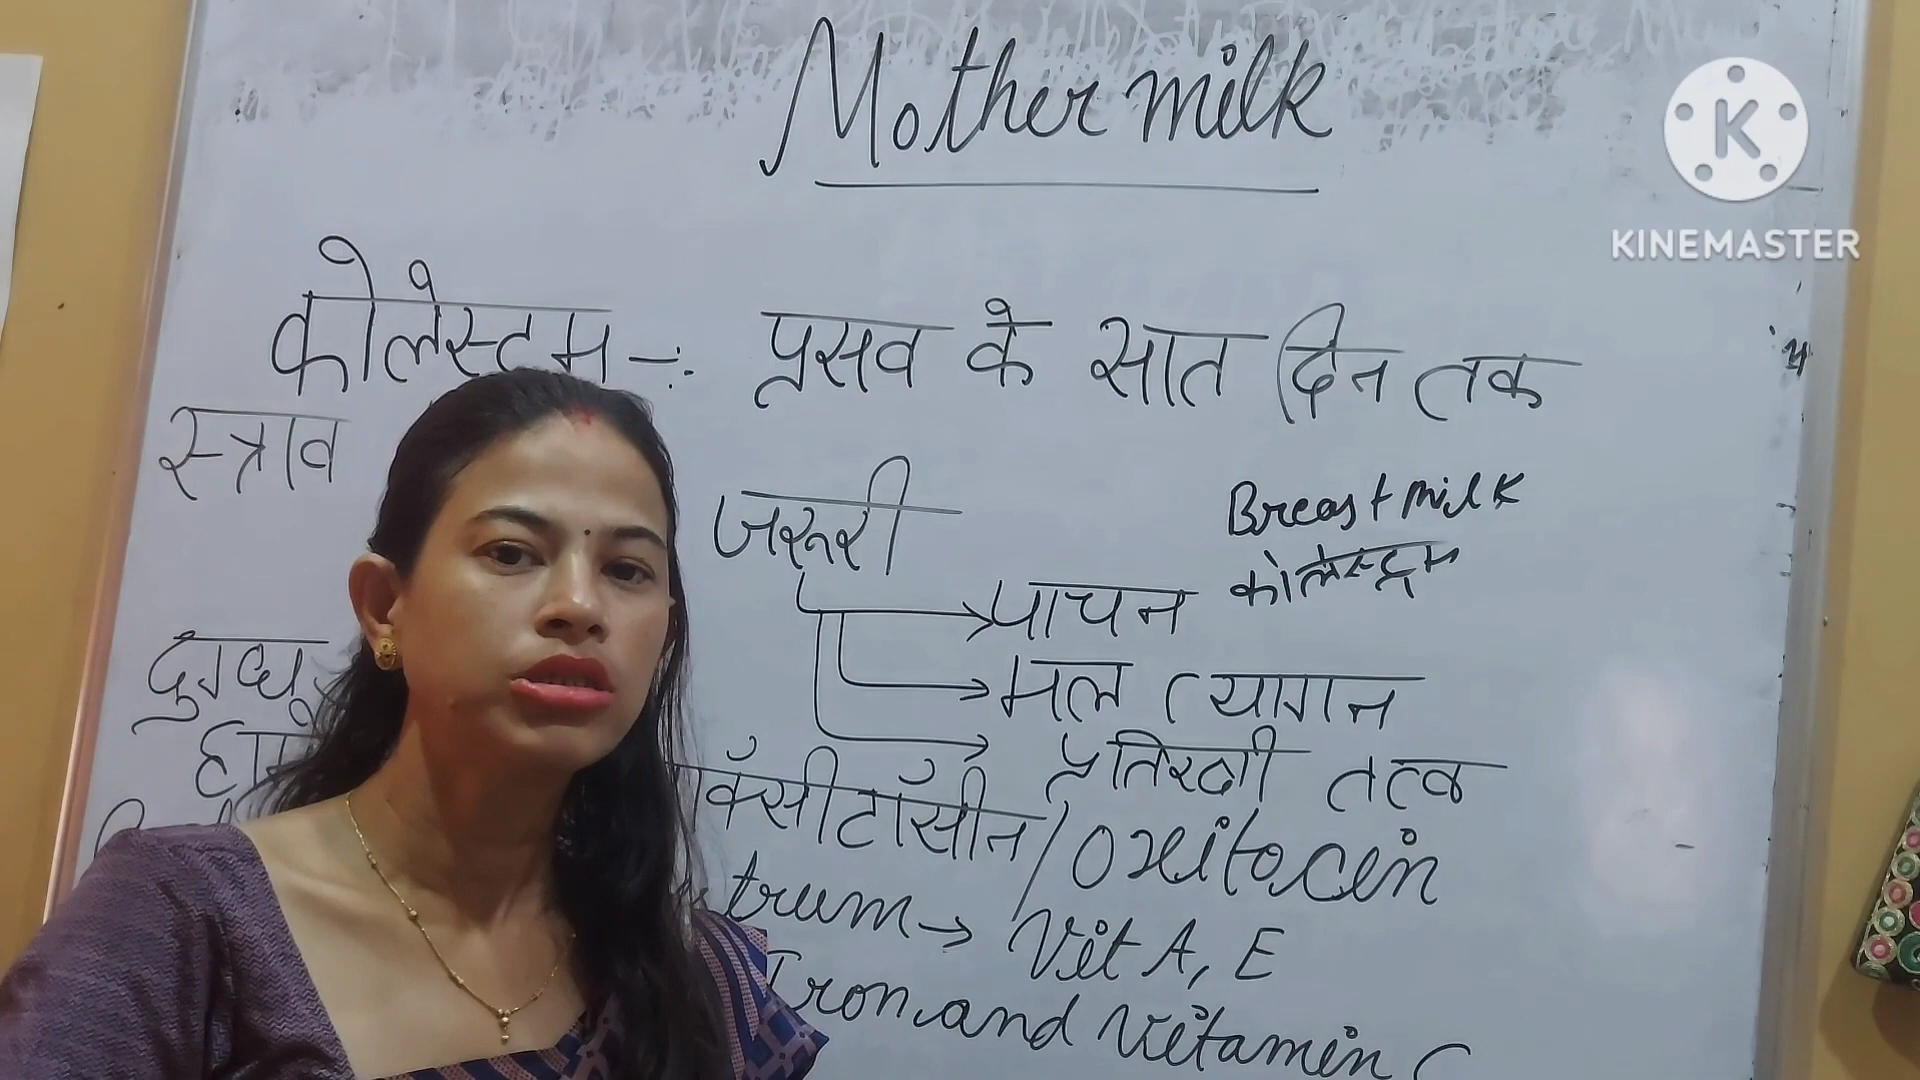 Mother milk
K
KINEMASTER
कोलेस्टम -: प्रसव के सात दिन तक
स्त्राव
जरूरी
Breast milk
कोलेस्ट्रम
पाचन
मल त्यागन
प्रतिरक्षी तत्व
दुग्ध
क्सीटॉसीन / Oxitocin
trum → Vit A, E
Iron and Vitamin C